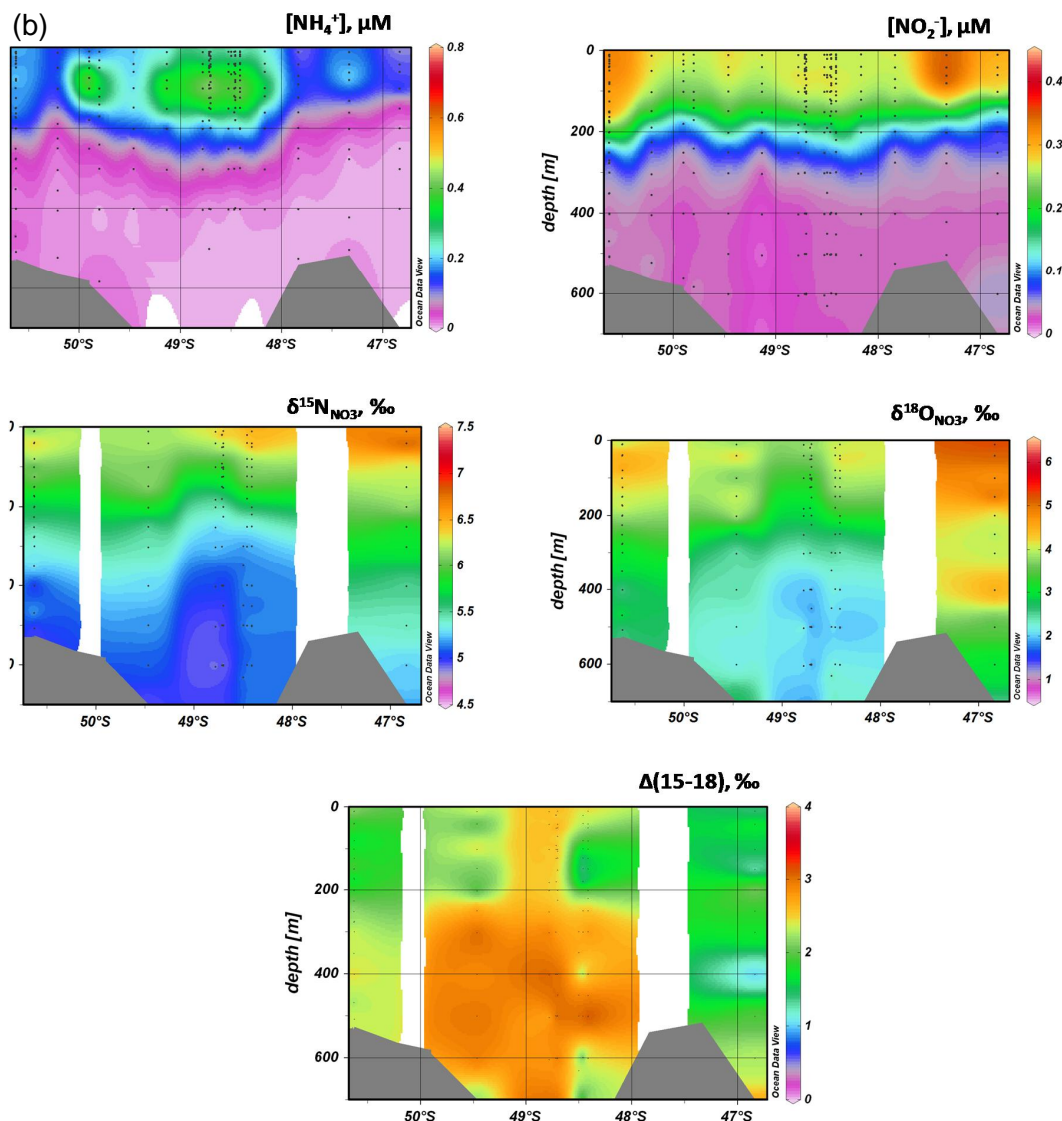 (b)
[NH₄⁺], μM
0.8
0.6
0.4
0.2
0
Ocean Data View
50°S
49°S
48°S
47°S
[NO₂⁻], μM
depth [m]
0
200
400
600
0.4
0.3
0.2
0.1
0
Ocean Data View
50°S
49°S
48°S
47°S
δ¹⁵N_NO3, ‰
7.5
7
6.5
6
5.5
5
4.5
Ocean Data View
50°S
49°S
48°S
47°S
δ¹⁸O_NO3, ‰
depth [m]
0
200
400
600
6
5
4
3
2
1
Ocean Data View
50°S
49°S
48°S
47°S
Δ(15-18), ‰
depth [m]
0
200
400
600
4
3
2
1
0
Ocean Data View
50°S
49°S
48°S
47°S